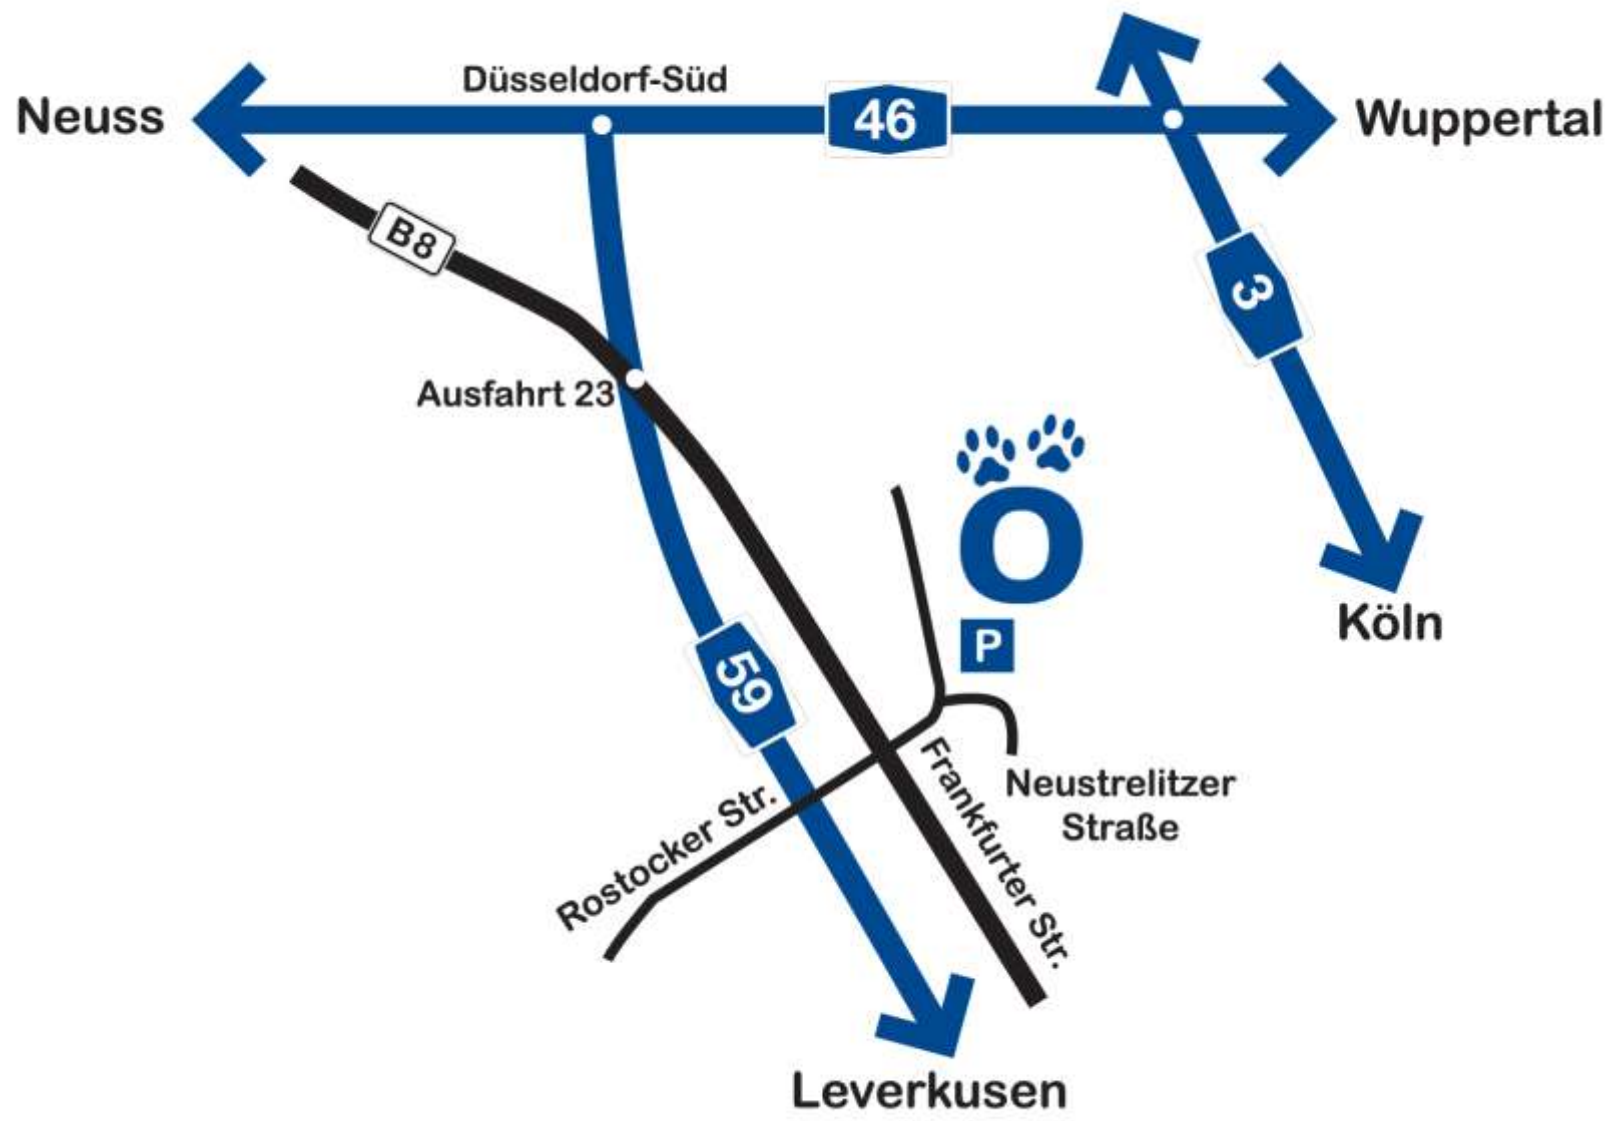 Düsseldorf-Süd
Neuss
46
Wuppertal
B8
3
Ausfahrt 23
O
P
Köln
59
Neustrelitzer
Straße
Rostocker Str.
Frankfurter Str.
Leverkusen